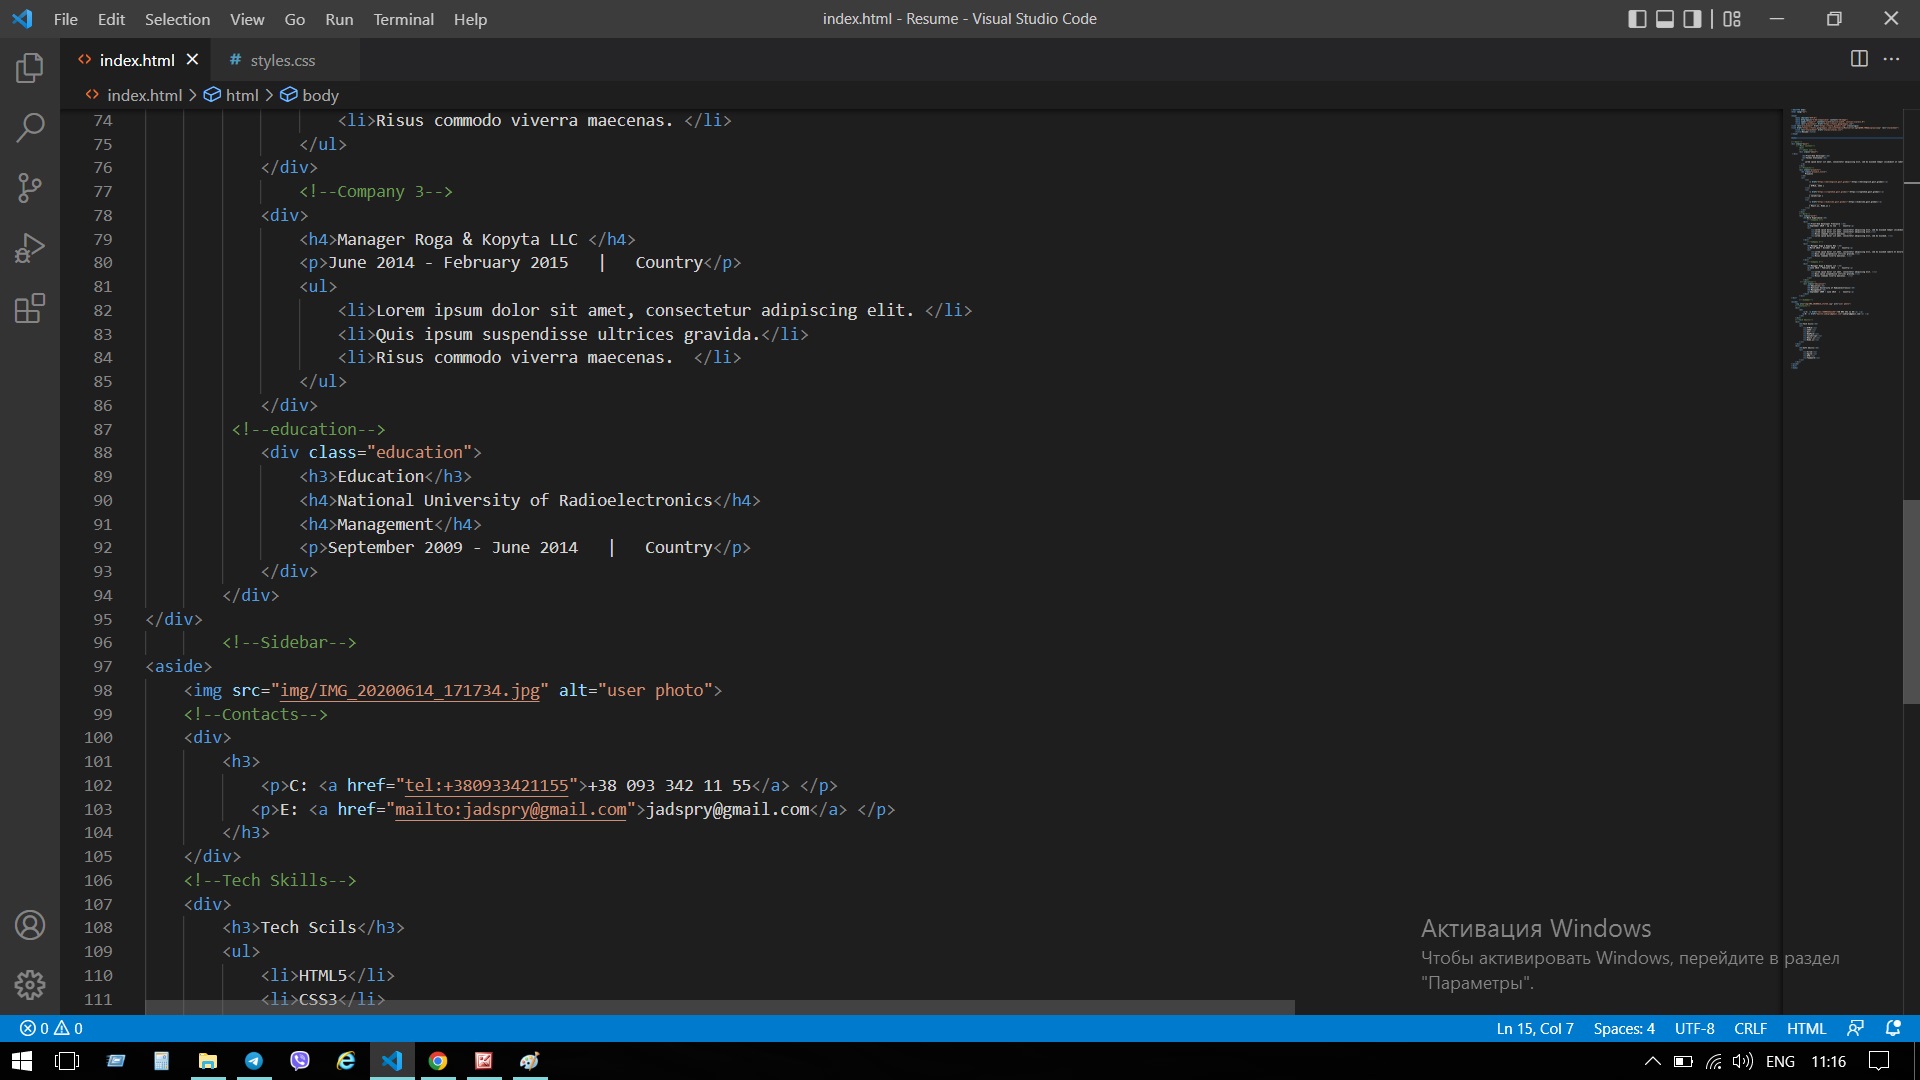 File Edit Selection View Go Run Terminal Help
index.html - Resume - Visual Studio Code
index.html
# styles.css
index.html > html > body
74 <li>Risus commodo viverra maecenas. </li>
75 </ul>
76 </div>
77 <!--Company 3-->
78 <div>
79 <h4>Manager Roga & Kopyta LLC </h4>
80 <p>June 2014 - February 2015 | Country</p>
81 <ul>
82 <li>Lorem ipsum dolor sit amet, consectetur adipiscing elit. </li>
83 <li>Quis ipsum suspendisse ultrices gravida.</li>
84 <li>Risus commodo viverra maecenas. </li>
85 </ul>
86 </div>
87 <!--education-->
88 <div class="education">
89 <h3>Education</h3>
90 <h4>National University of Radioelectronics</h4>
91 <h4>Management</h4>
92 <p>September 2009 - June 2014 | Country</p>
93 </div>
94 </div>
95 </div>
96 <!--Sidebar-->
97 <aside>
98 <img src="img/IMG_20200614_171734.jpg" alt="user photo">
99 <!--Contacts-->
100 <div>
101 <h3>
102 <p>C: <a href="tel:+380933421155">+38 093 342 11 55</a> </p>
103 <p>E: <a href="mailto:jadspry@gmail.com">jadspry@gmail.com</a> </p>
104 </h3>
105 </div>
106 <!--Tech Skills-->
107 <div>
108 <h3>Tech Scils</h3>
109 <ul>
110 <li>HTML5</li>
111 <li>CSS3</li>
Активация Windows
Чтобы активировать Windows, перейдите в раздел
"Параметры".
0 0
Ln 15, Col 7 Spaces: 4 UTF-8 CRLF HTML
ENG 11:16